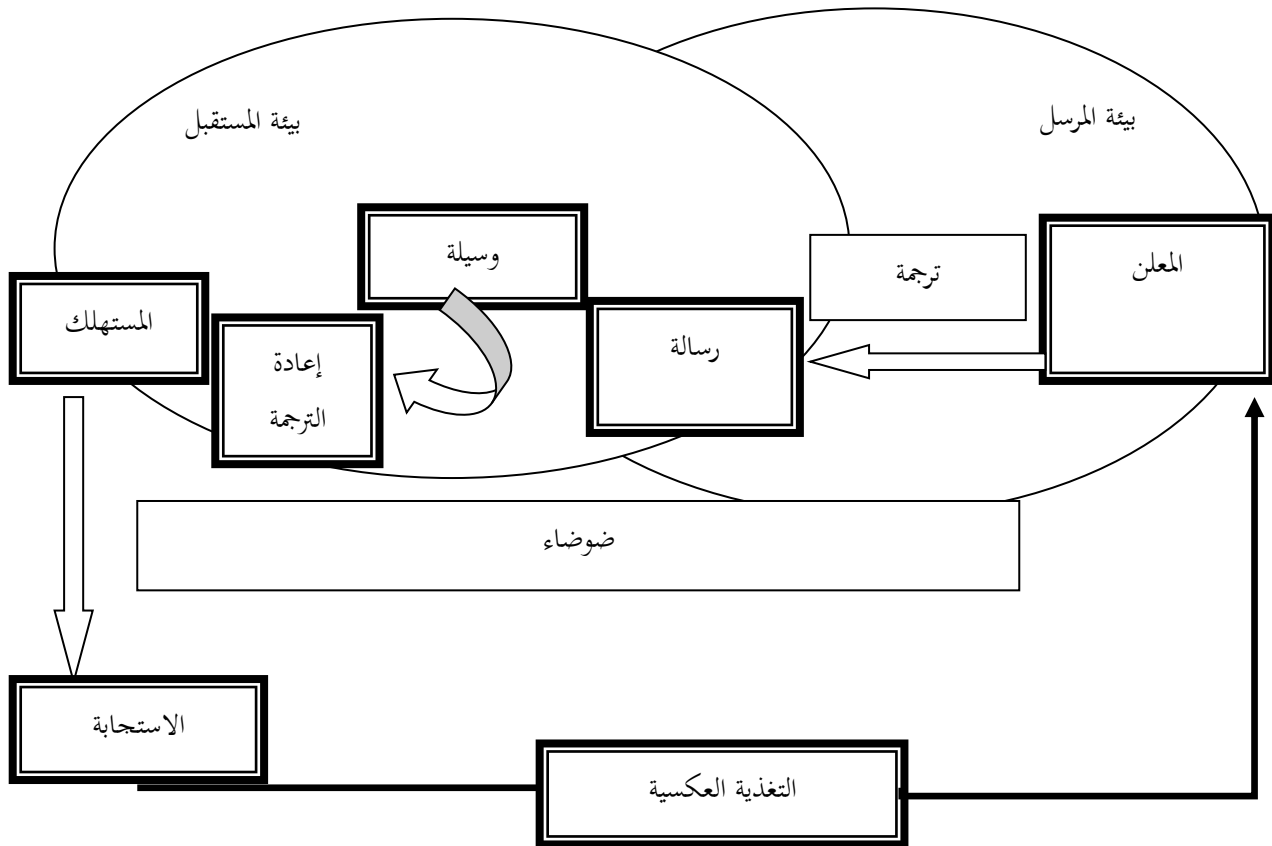 بيئة المرسل
بيئة المستقبل
المعلن
ترجمة
وسيلة
رسالة
المستهلك
إعادة
الترجمة
ضوضاء
الاستجابة
التغذية العكسية